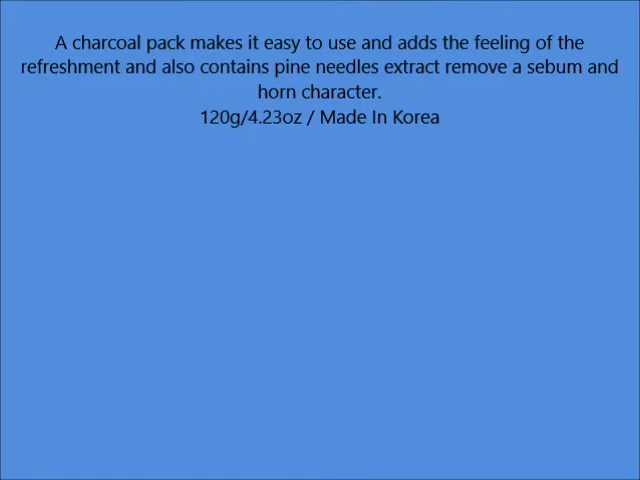 A charcoal pack makes it easy to use and adds the feeling of the
refreshment and also contains pine needles extract remove a sebum and
horn character.
120g/4.23oz / Made In Korea